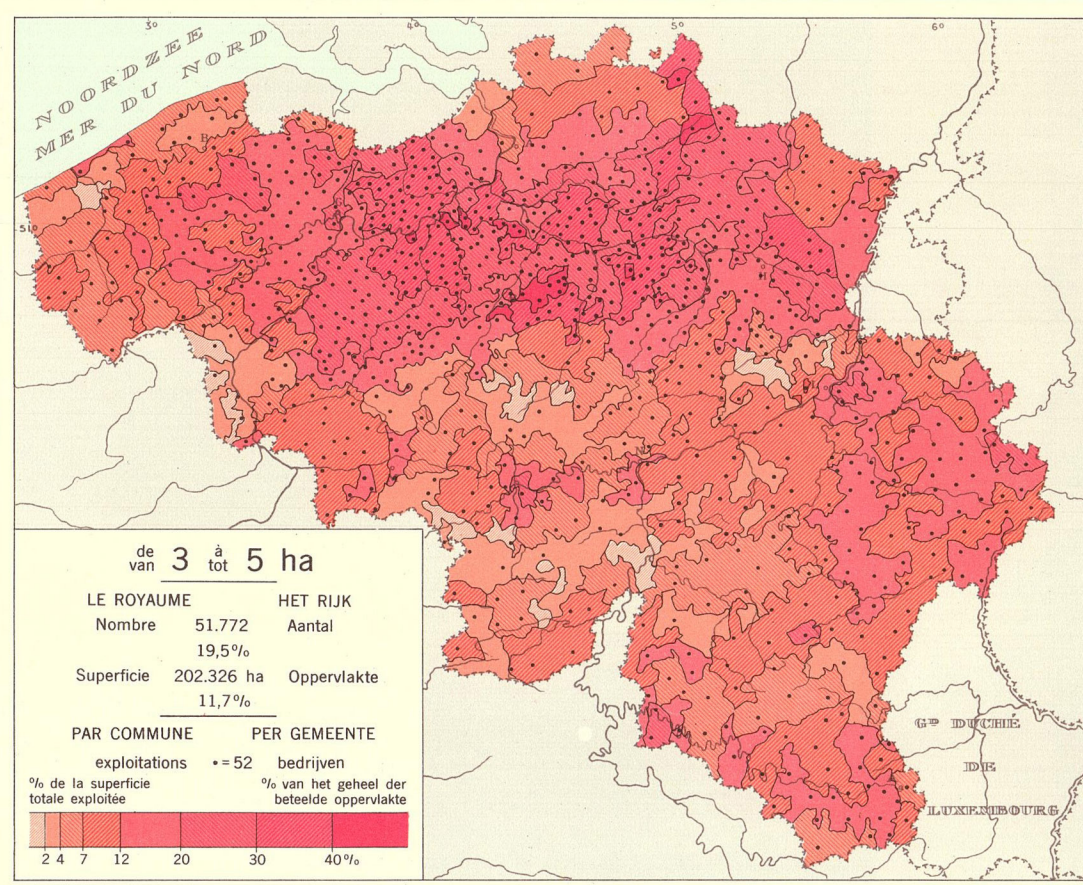 3⁰
4⁰
5⁰
6⁰
NOORDZEE
MER DU NORD
B
G
51⁰
H
de van 3 à tot 5 ha
LE ROYAUME HET RIJK
Nombre 51.772 Aantal
19,5%
Superficie 202.326 ha Oppervlakte
11,7%
PAR COMMUNE PER GEMEENTE
exploitations •=52 bedrijven
% de la superficie totale exploitée
% van het geheel der beteelde oppervlakte
2 4 7 12 20 30 40%
Gᴰ DUCHÉ
DE
LUXEMBOURG